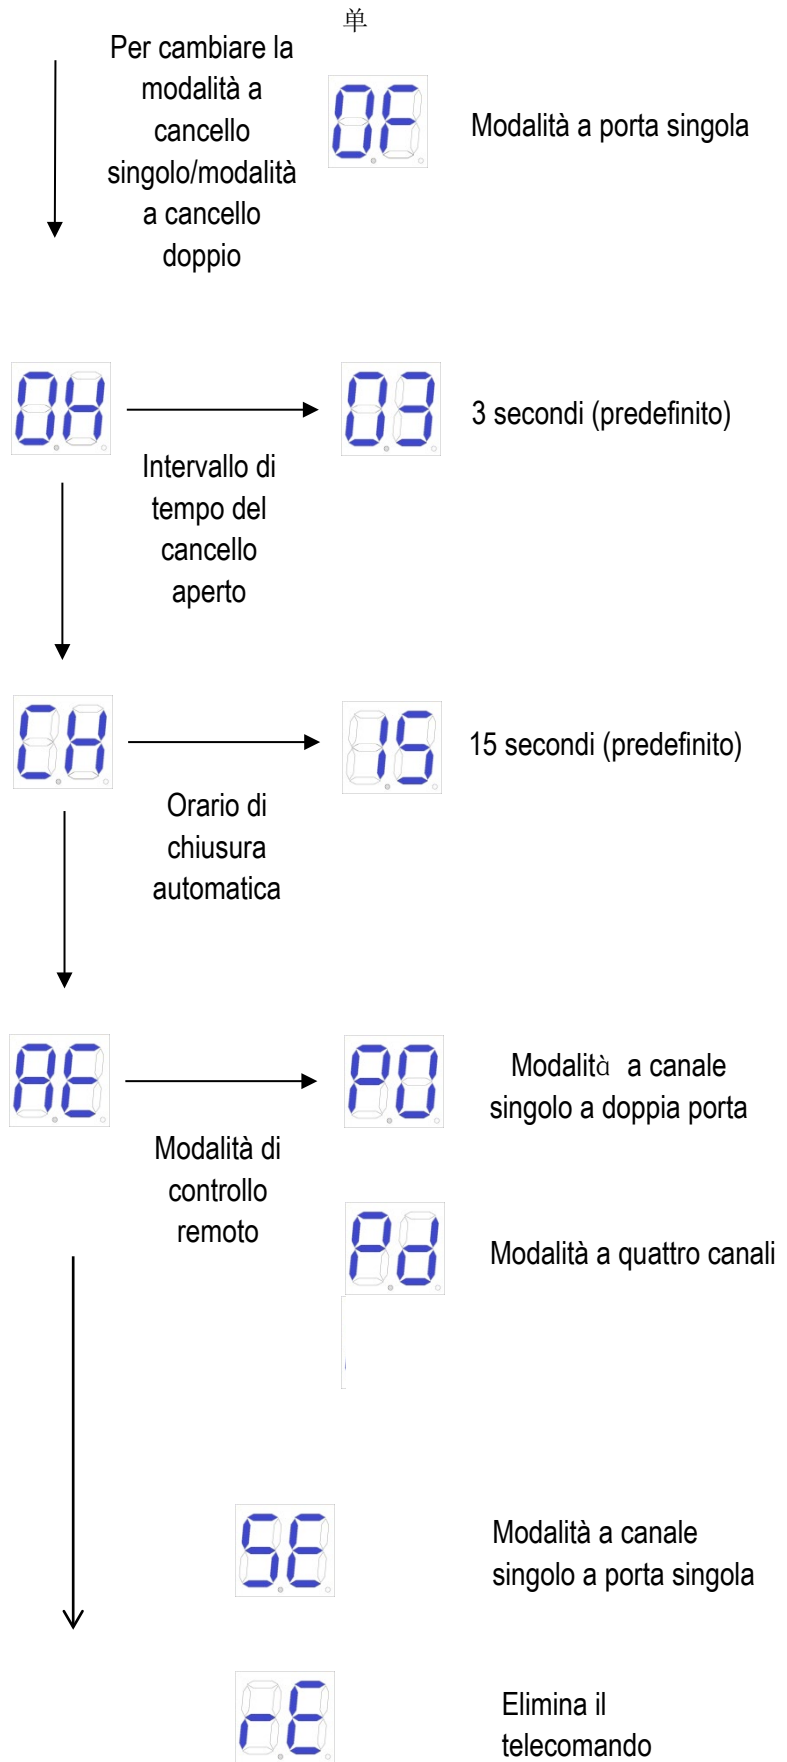 单
Per cambiare la
modalità a
cancello
singolo/modalità
a cancello
doppio
0F
Modalità a porta singola
0H
03
3 secondi (predefinito)
Intervallo di
tempo del
cancello
aperto
CH
15
15 secondi (predefinito)
Orario di
chiusura
automatica
AE
P0
Modalità a canale
singolo a doppia porta
Modalità di
controllo
remoto
Pd
Modalità a quattro canali
SE
Modalità a canale
singolo a porta singola
rE
Elimina il
telecomando